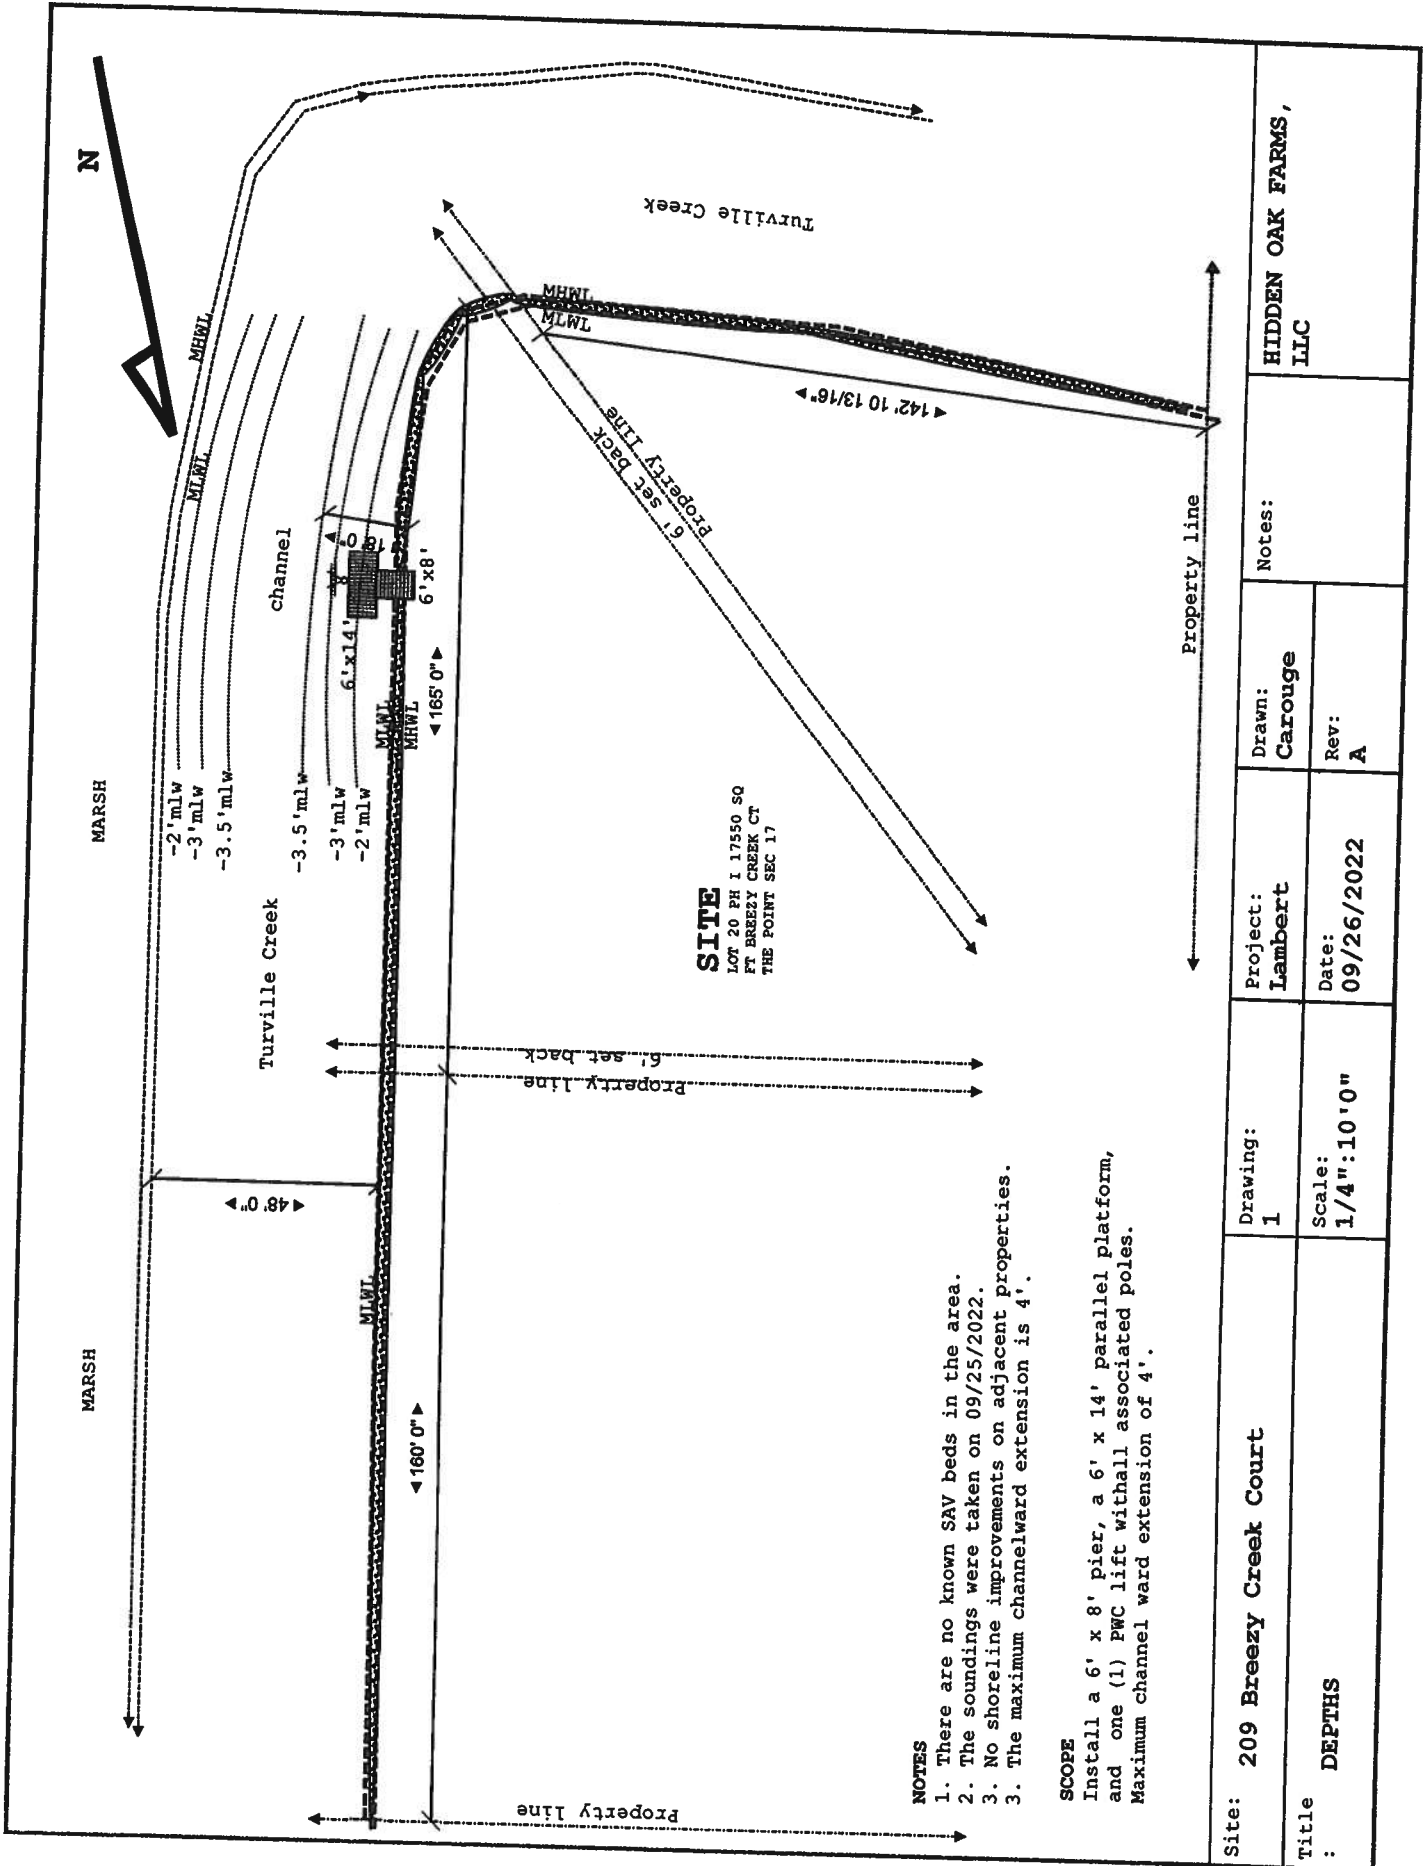 N
MARSH
MARSH
MHWL
MLWL
-2'mlw
-3'mlw
-3.5'mlw
channel
Turville Creek
-3.5'mlw
-3'mlw
-2'mlw
18' 0"
6'x14'
6'x8'
MLWL
MHWL
MLWL
48' 0"
165' 0"
160' 0"
Turville Creek
MHWL
MLWL
142' 10 13/16"
Property line
6' set back
Property line
6' set back
Property line
Property line
SITE
LOT 20 PH I 17550 SQ
FT BREEZY CREEK CT
THE POINT SEC 17
NOTES
1. There are no known SAV beds in the area.
2. The soundings were taken on 09/25/2022.
3. No shoreline improvements on adjacent properties.
3. The maximum channelward extension is 4'.
SCOPE
Install a 6' x 8' pier, a 6' x 14' parallel platform,
and one (1) PWC lift withall associated poles.
Maximum channel ward extension of 4'.
Site: 209 Breezy Creek Court
Title
: DEPTHS
Drawing:
1
Scale:
1/4":10'0"
Project:
Lambert
Date:
09/26/2022
Drawn:
Carouge
Rev:
A
Notes:
HIDDEN OAK FARMS,
LLC